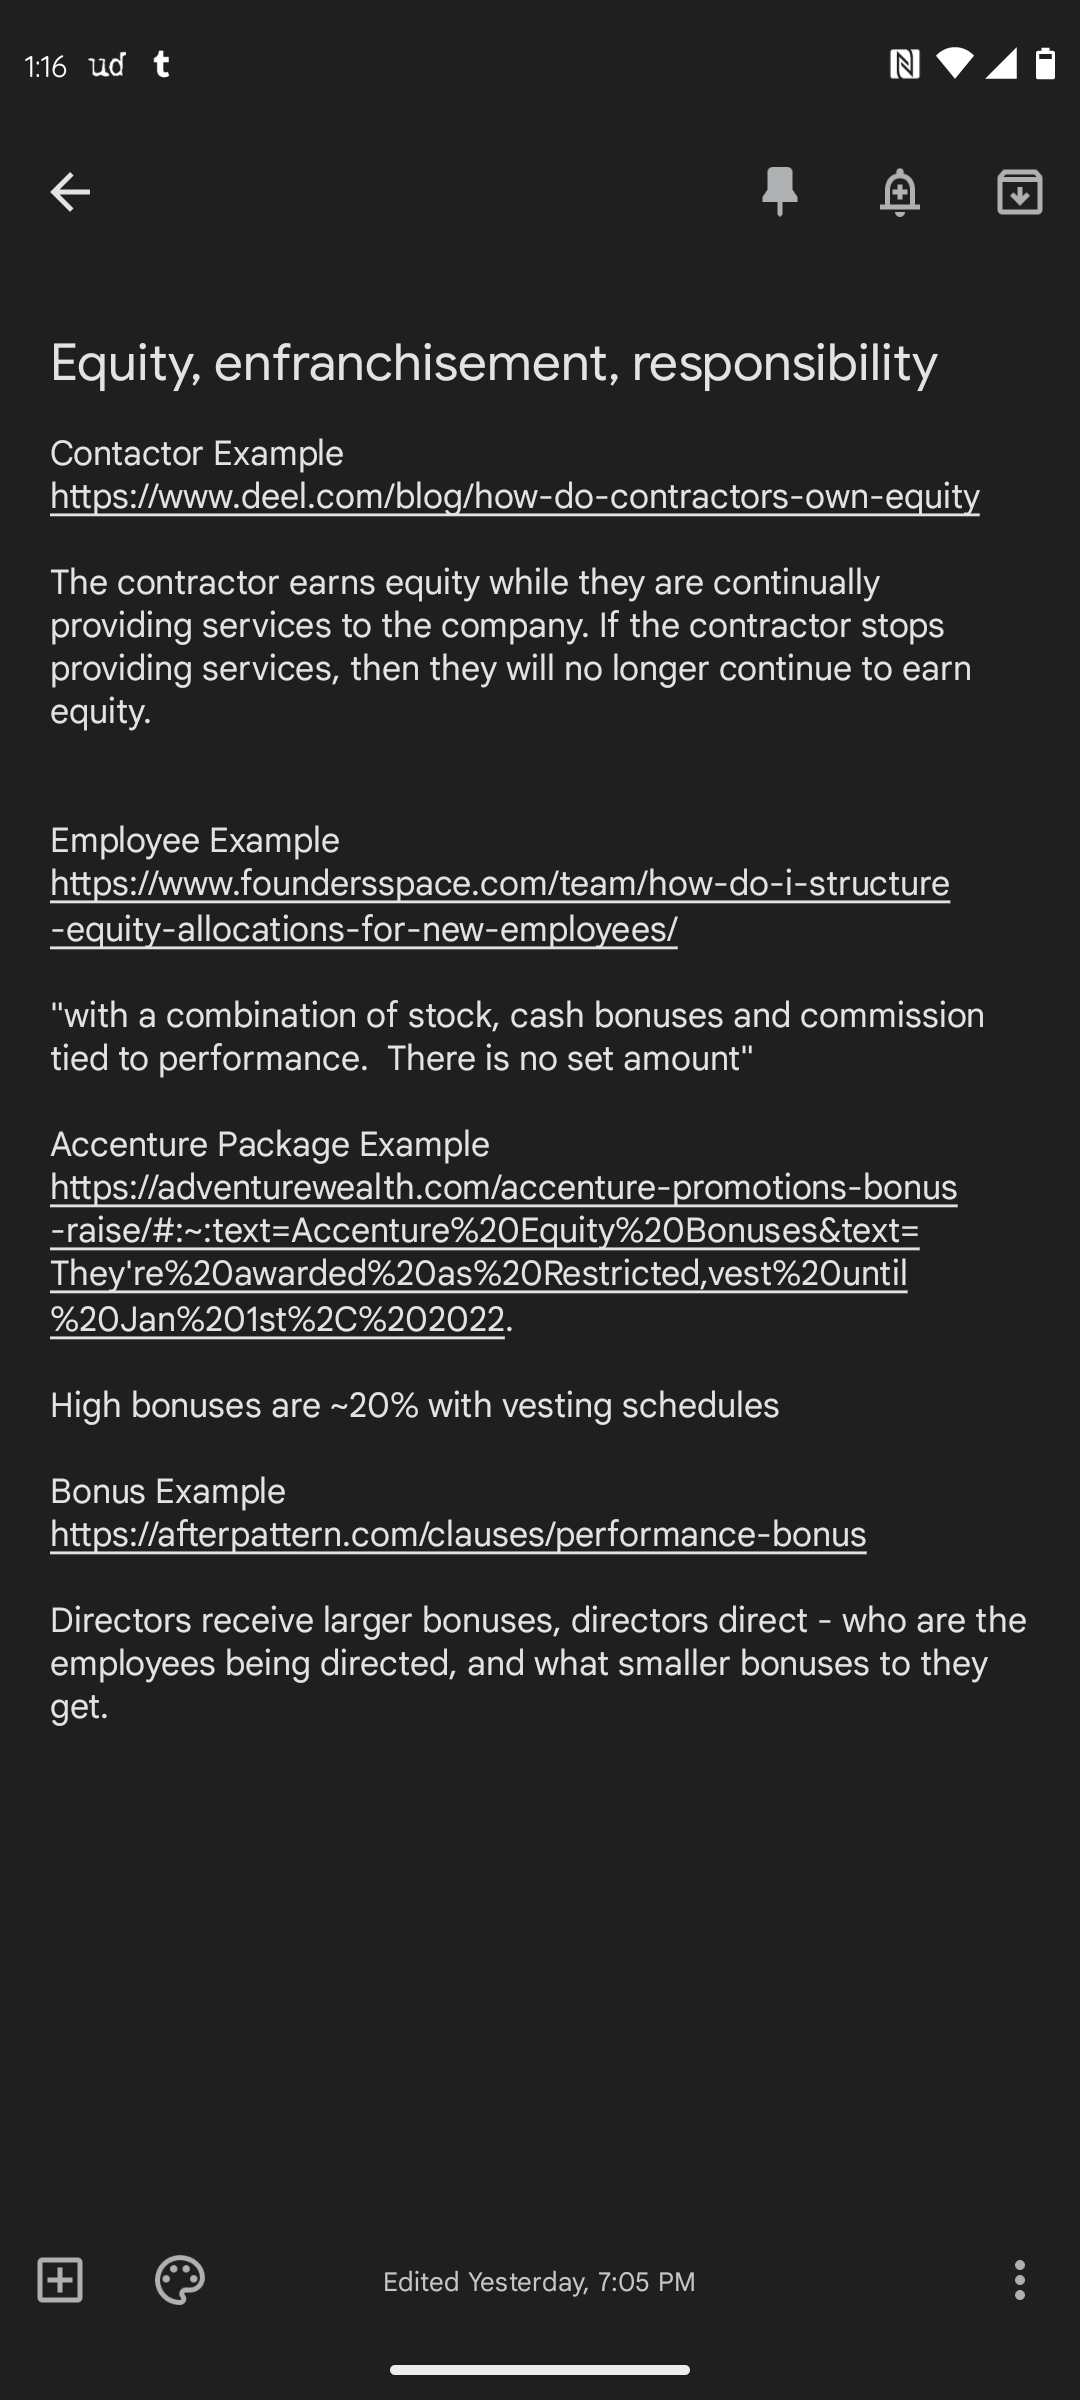 1:16 ud t
Equity, enfranchisement, responsibility
Contactor Example
https://www.deel.com/blog/how-do-contractors-own-equity
The contractor earns equity while they are continually
providing services to the company. If the contractor stops
providing services, then they will no longer continue to earn
equity.
Employee Example
https://www.foundersspace.com/team/how-do-i-structure
-equity-allocations-for-new-employees/
"with a combination of stock, cash bonuses and commission
tied to performance.  There is no set amount"
Accenture Package Example
https://adventurewealth.com/accenture-promotions-bonus
-raise/#:~:text=Accenture%20Equity%20Bonuses&text=
They're%20awarded%20as%20Restricted,vest%20until
%20Jan%201st%2C%202022.
High bonuses are ~20% with vesting schedules
Bonus Example
https://afterpattern.com/clauses/performance-bonus
Directors receive larger bonuses, directors direct - who are the
employees being directed, and what smaller bonuses to they
get.
Edited Yesterday, 7:05 PM